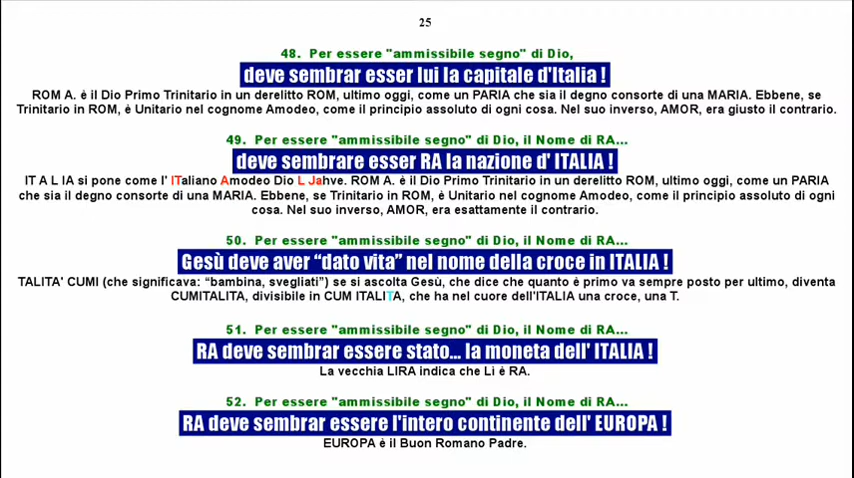 25
48. Per essere "ammissibile segno" di Dio,
deve sembrar esser lui la capitale d'Italia !
ROM A. è il Dio Primo Trinitario in un derelitto ROM, ultimo oggi, come un PARIA che sia il degno consorte di una MARIA. Ebbene, se
Trinitario in ROM, è Unitario nel cognome Amodeo, come il principio assoluto di ogni cosa. Nel suo inverso, AMOR, era giusto il contrario.
49. Per essere "ammissibile segno" di Dio, il Nome di RA...
deve sembrare esser RA la nazione d' ITALIA !
IT A L IA si pone come l' ITaliano Amodeo Dio L Jahve. ROM A. è il Dio Primo Trinitario in un derelitto ROM, ultimo oggi, come un PARIA
che sia il degno consorte di una MARIA. Ebbene, se Trinitario in ROM, è Unitario nel cognome Amodeo, come il principio assoluto di ogni
cosa. Nel suo inverso, AMOR, era esattamente il contrario.
50. Per essere "ammissibile segno" di Dio, il Nome di RA...
Gesù deve aver “dato vita” nel nome della croce in ITALIA !
TALITA' CUMI (che significava: “bambina, svegliati”) se si ascolta Gesù, che dice che quanto è primo va sempre posto per ultimo, diventa
CUMITALITA, divisibile in CUM ITALITA, che ha nel cuore dell'ITALIA una croce, una T.
51. Per essere "ammissibile segno" di Dio, il Nome di RA...
RA deve sembrar essere stato... la moneta dell' ITALIA !
La vecchia LIRA indica che Li è RA.
52. Per essere "ammissibile segno" di Dio, il Nome di RA...
RA deve sembrar essere l'intero continente dell' EUROPA !
EUROPA è il Buon Romano Padre.